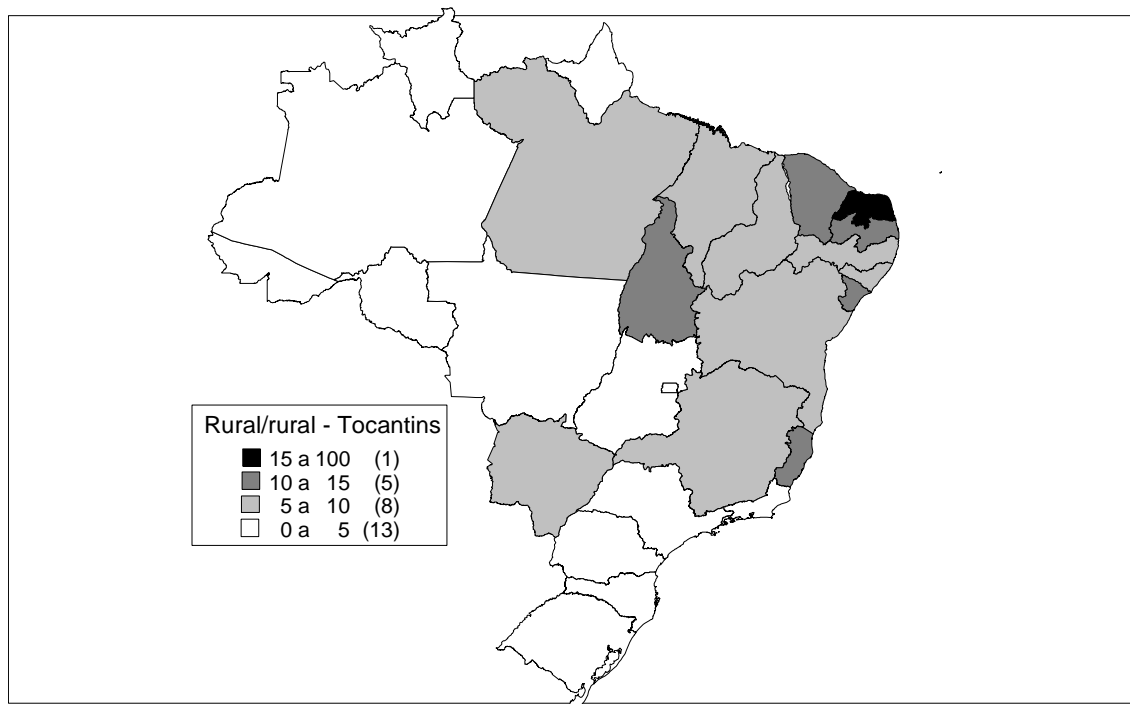 Rural/rural - Tocantins
15 a 100 (1)
10 a 15 (5)
5 a 10 (8)
0 a 5 (13)